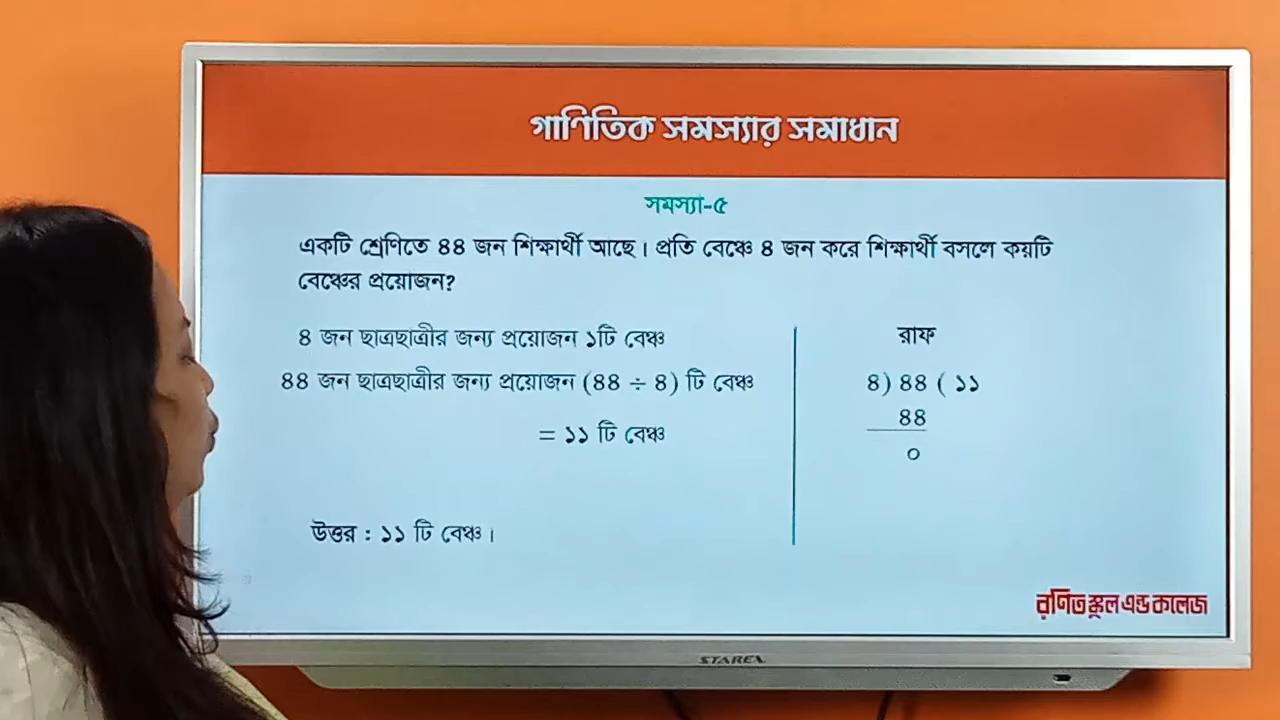 গাণিতিক সমস্যার সমাধান
সমস্যা-৫
একটি শ্রেণিতে ৪৪ জন শিক্ষার্থী আছে। প্রতি বেঞ্চে ৪ জন করে শিক্ষার্থী বসলে কয়টি
বেঞ্চের প্রয়োজন?
৪ জন ছাত্রছাত্রীর জন্য প্রয়োজন ১টি বেঞ্চ
৪৪ জন ছাত্রছাত্রীর জন্য প্রয়োজন (৪৪ ÷ ৪) টি বেঞ্চ
= ১১ টি বেঞ্চ
উত্তর : ১১ টি বেঞ্চ।
রাফ
৪) ৪৪ ( ১১
৪৪
০
রণিত স্কুল এন্ড কলেজ
STAREX